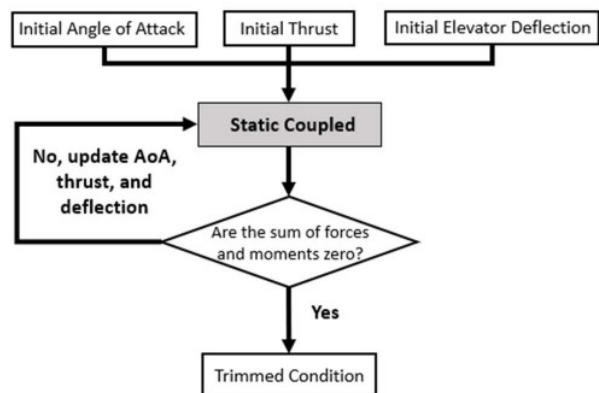 Initial Angle of Attack
Initial Thrust
Initial Elevator Deflection
Static Coupled
No, update AoA,
thrust, and
deflection
Are the sum of forces
and moments zero?
Yes
Trimmed Condition